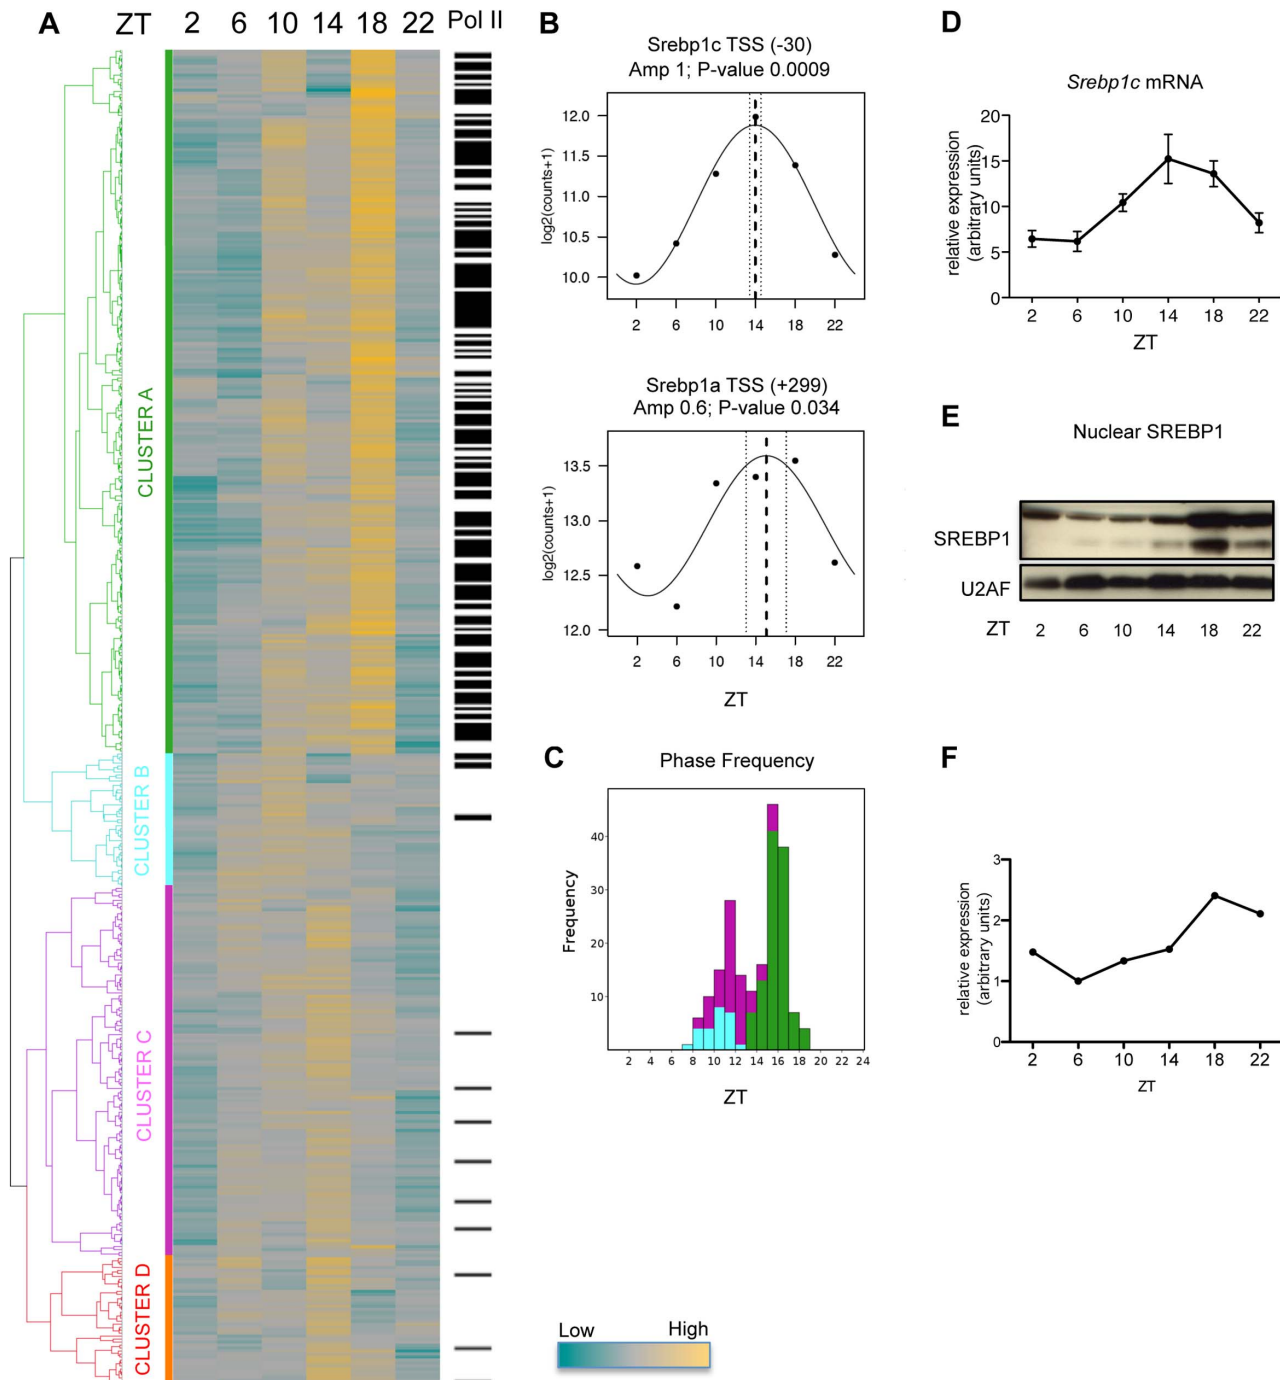 A
ZT 2 6 10 14 18 22 Pol II
CLUSTER A
CLUSTER B
CLUSTER C
CLUSTER D
Low High
B
Srebp1c TSS (-30)
Amp 1; P-value 0.0009
log2(counts+1)
12.0
11.5
11.0
10.5
10.0
2 6 10 14 18 22
Srebp1a TSS (+299)
Amp 0.6; P-value 0.034
log2(counts+1)
13.5
13.0
12.5
12.0
2 6 10 14 18 22
ZT
C
Phase Frequency
Frequency
40
30
20
10
2 4 6 8 10 12 14 16 18 20 22 24
ZT
D
Srebp1c mRNA
relative expression
(arbitrary units)
20
15
10
5
0
2 6 10 14 18 22
ZT
E
Nuclear SREBP1
SREBP1
U2AF
ZT 2 6 10 14 18 22
F
relative expression
(arbitrary units)
3
2
1
0
2 6 10 14 18 22
ZT